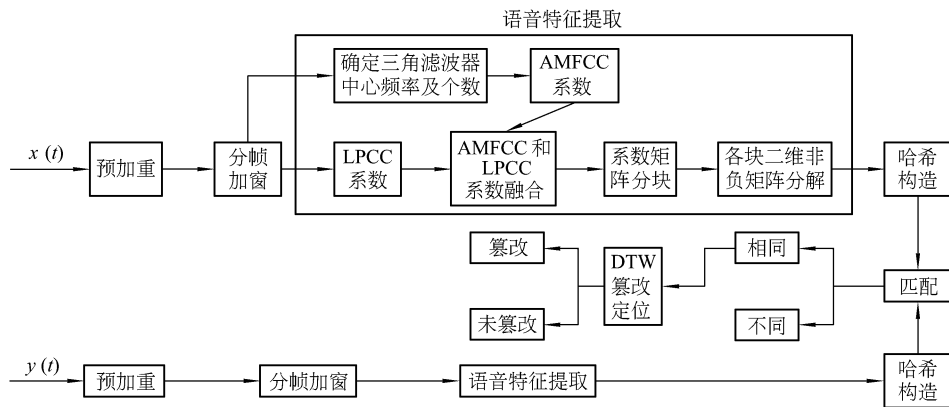 语音特征提取
确定三角滤波器
中心频率及个数
AMFCC
系数
x (t)
预加重
分帧
加窗
LPCC
系数
AMFCC 和
LPCC
系数融合
系数矩
阵分块
各块二维非
负矩阵分解
哈希
构造
篡改
未篡改
DTW
篡改
定位
相同
不同
匹配
y (t)
预加重
分帧加窗
语音特征提取
哈希
构造